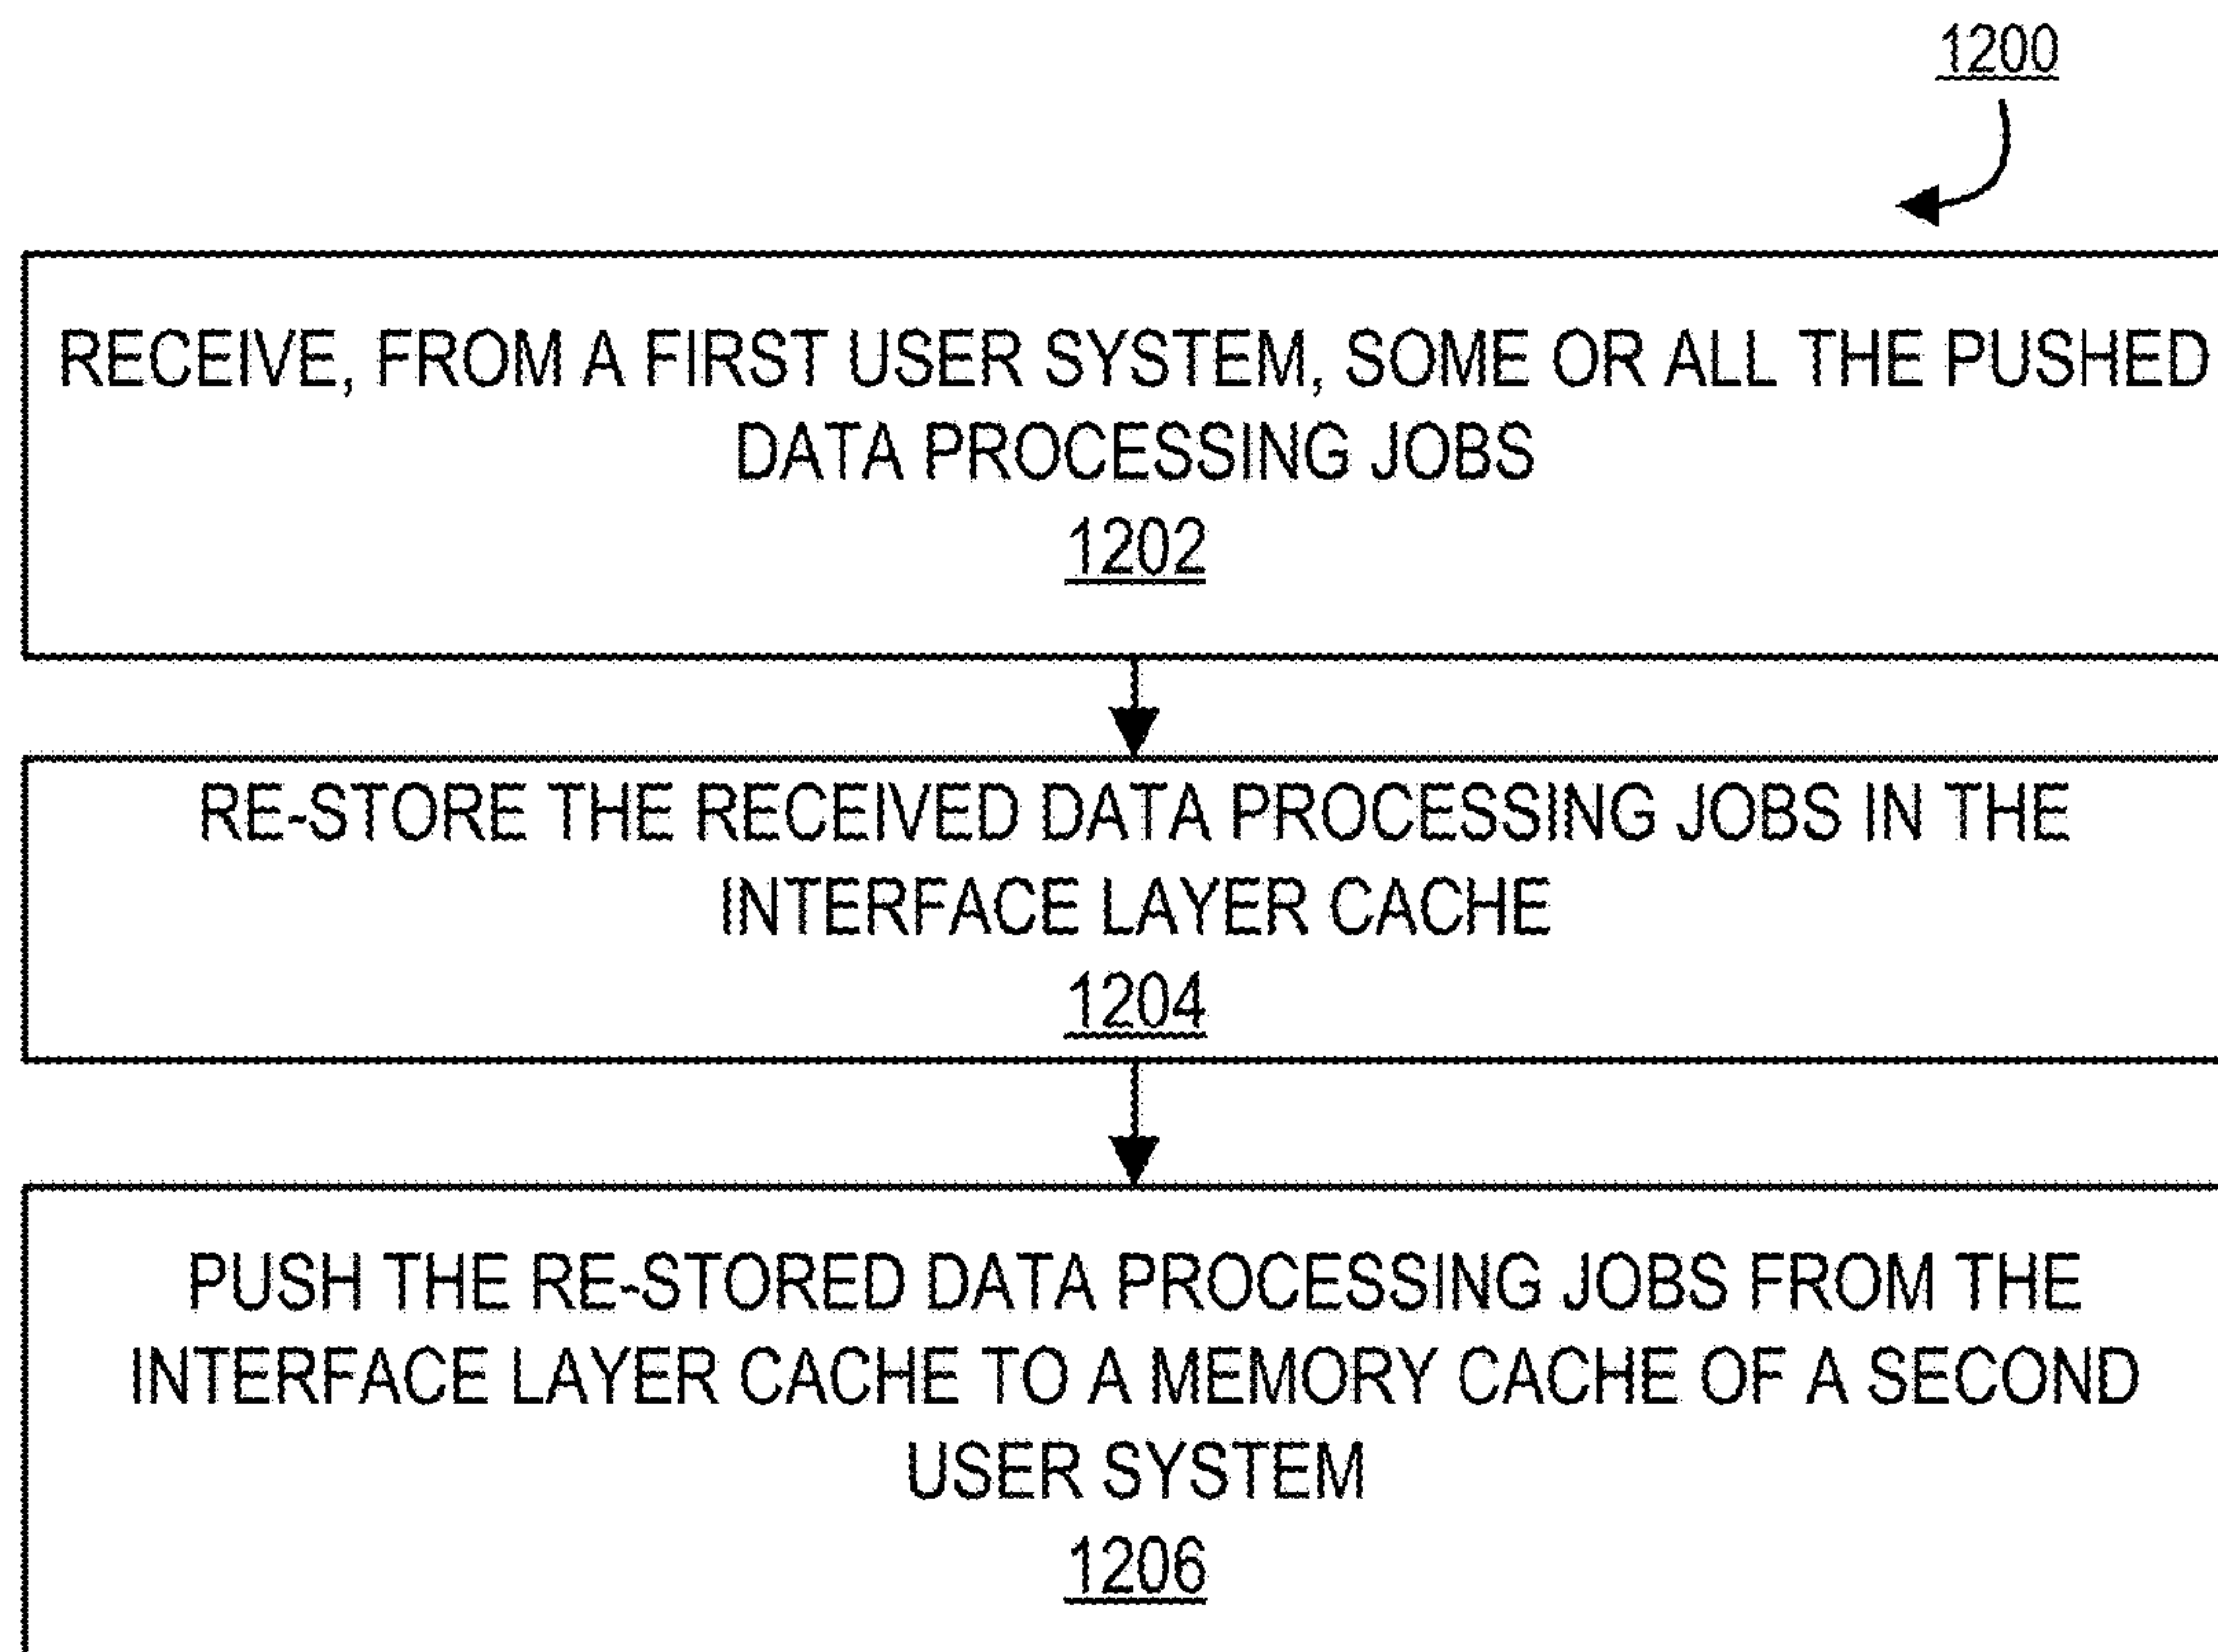 1200
RECEIVE, FROM A FIRST USER SYSTEM, SOME OR ALL THE PUSHED
DATA PROCESSING JOBS
1202
RE-STORE THE RECEIVED DATA PROCESSING JOBS IN THE
INTERFACE LAYER CACHE
1204
PUSH THE RE-STORED DATA PROCESSING JOBS FROM THE
INTERFACE LAYER CACHE TO A MEMORY CACHE OF A SECOND
USER SYSTEM
1206